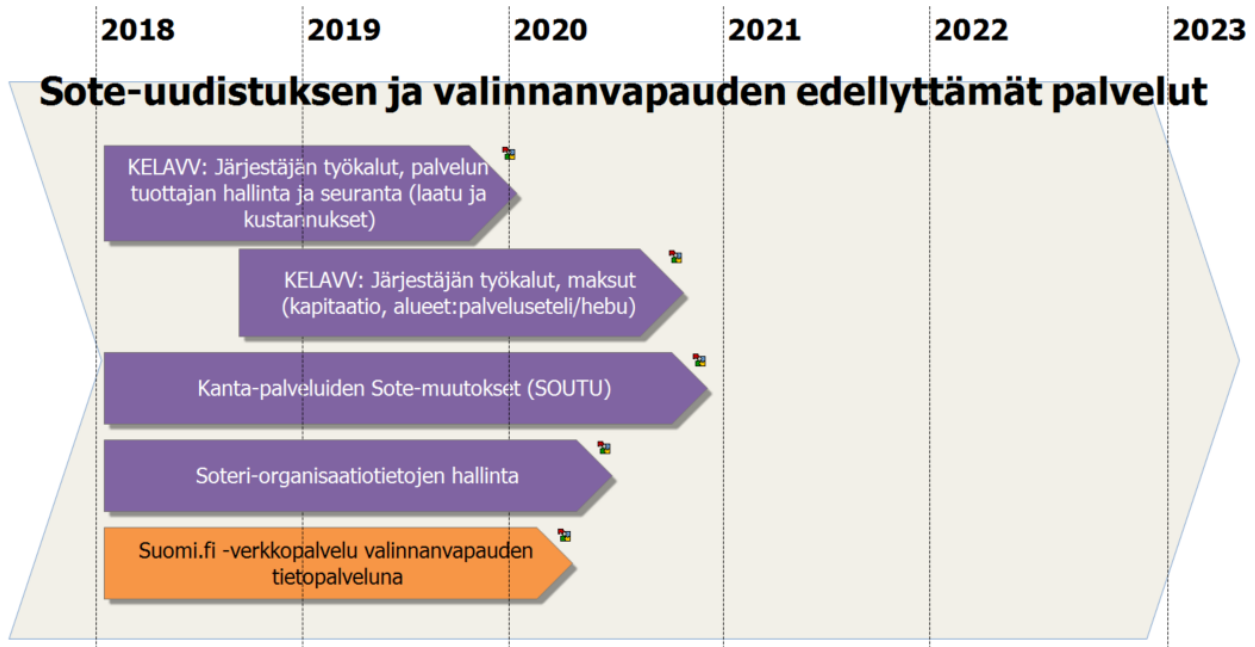 2018 2019 2020 2021 2022 2023
Sote-uudistuksen ja valinnanvapauden edellyttämät palvelut
KELAVV: Järjestäjän työkalut, palvelun
tuottajan hallinta ja seuranta (laatu ja
kustannukset)
KELAVV: Järjestäjän työkalut, maksut
(kapitaatio, alueet:palveluseteli/hebu)
Kanta-palveluiden Sote-muutokset (SOUTU)
Soteri-organisaatiotietojen hallinta
Suomi.fi -verkkopalvelu valinnanvapauden
tietopalveluna